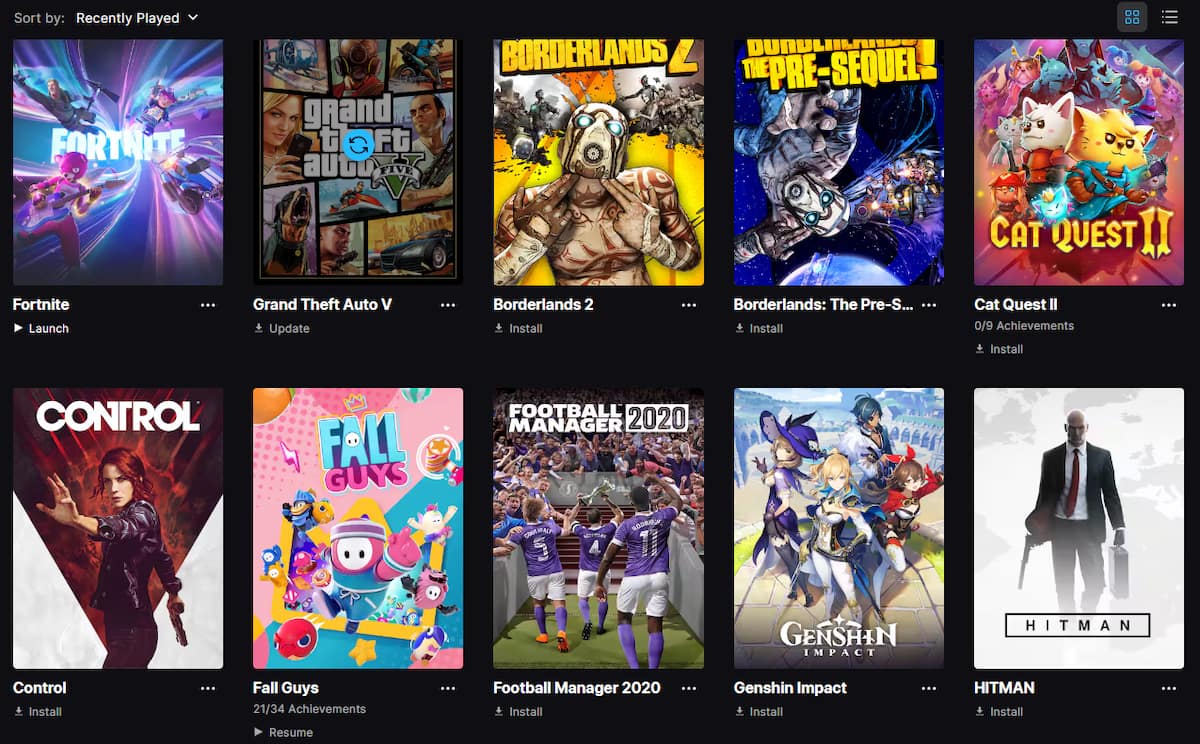 Sort by: Recently Played
FORTNITE
grand
theft
auto
FIVE
V
BORDERLANDS 2
BORDERLANDS
THE PRE-SEQUEL!
CAT QUEST II
Fortnite
Grand Theft Auto V
Borderlands 2
Borderlands: The Pre-S...
Cat Quest II
Launch
Update
Install
Install
0/9 Achievements
Install
CONTROL
FALL
GUYS
FOOTBALL
MANAGER 2020
5
4
11
GENSHIN
IMPACT
HITMAN
Control
Fall Guys
Football Manager 2020
Genshin Impact
HITMAN
Install
21/34 Achievements
Resume
Install
Install
Install